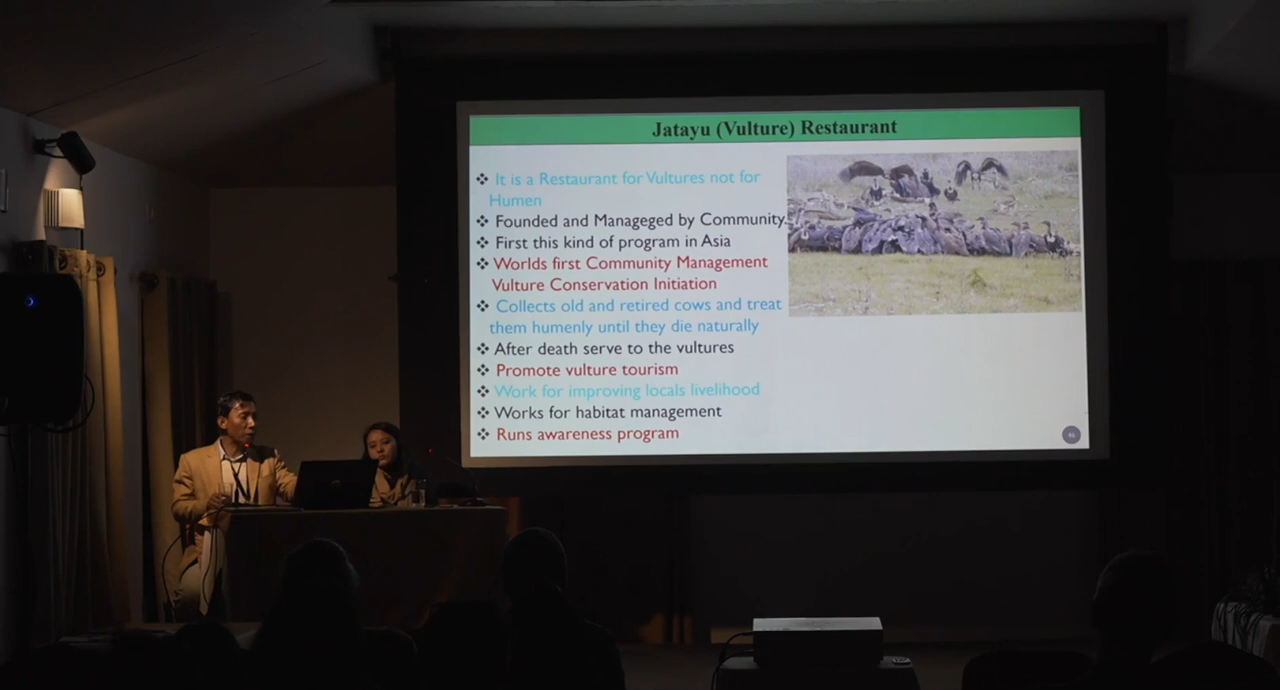 Jatayu (Vulture) Restaurant
❖ It is a Restaurant for Vultures not for
Humen
❖ Founded and Manageged by Community.
❖ First this kind of program in Asia
❖ Worlds first Community Management
Vulture Conservation Initiation
❖ Collects old and retired cows and treat
them humenly until they die naturally
❖ After death serve to the vultures
❖ Promote vulture tourism
❖ Work for improving locals livelihood
❖ Works for habitat management
❖ Runs awareness program